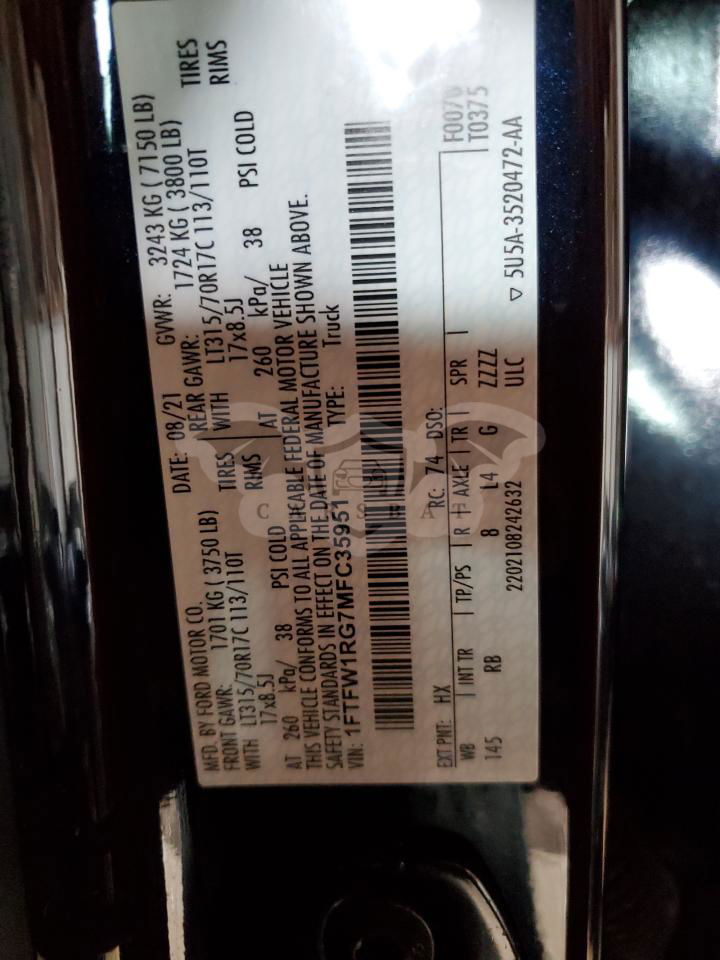 MFD. BY FORD MOTOR CO.
DATE: 08/21
GVWR: 3243 KG ( 7150 LB)
FRONT GAWR: 1701 KG ( 3750 LB)
REAR GAWR: 1724 KG ( 3800 LB)
WITH LT315/70R17C 113/110T TIRES
WITH LT315/70R17C 113/110T TIRES
17x8.5J RIMS
17x8.5J RIMS
AT 260 kPa/ 38 PSI COLD
AT 260 kPa/ 38 PSI COLD
THIS VEHICLE CONFORMS TO ALL APPLICABLE FEDERAL MOTOR VEHICLE
SAFETY STANDARDS IN EFFECT ON THE DATE OF MANUFACTURE SHOWN ABOVE.
VIN: 1FTFW1RG7MFC35951
TYPE: Truck
EXT PNT: HX RC: 74 DSO: F0076
T0375
WB INT TR TP/PS R AXLE TR SPR
145 RB 8 L4 G ZZZZ
ULC
2202108242632
▽ 5U5A-3520472-AA